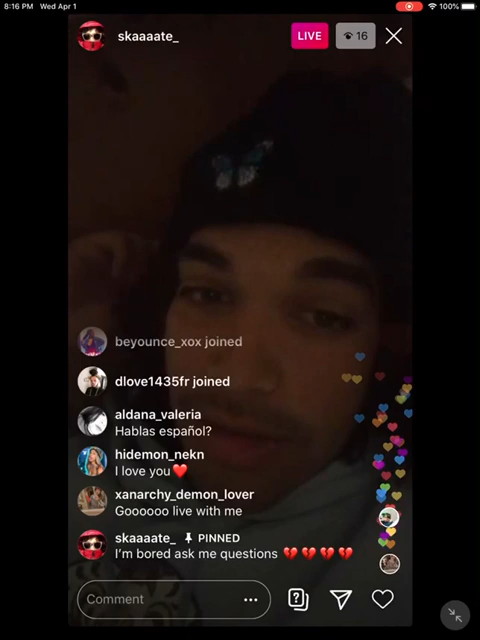 8:16 PM Wed Apr 1
100%
skaaaate_
LIVE
16
beyounce_xox joined
dlove1435fr joined
aldana_valeria
Hablas español?
hidemon_nekn
I love you❤️
xanarchy_demon_lover
Goooooo live with me
skaaaate_ 📌 PINNED
I'm bored ask me questions 💔💔💔💔
Comment